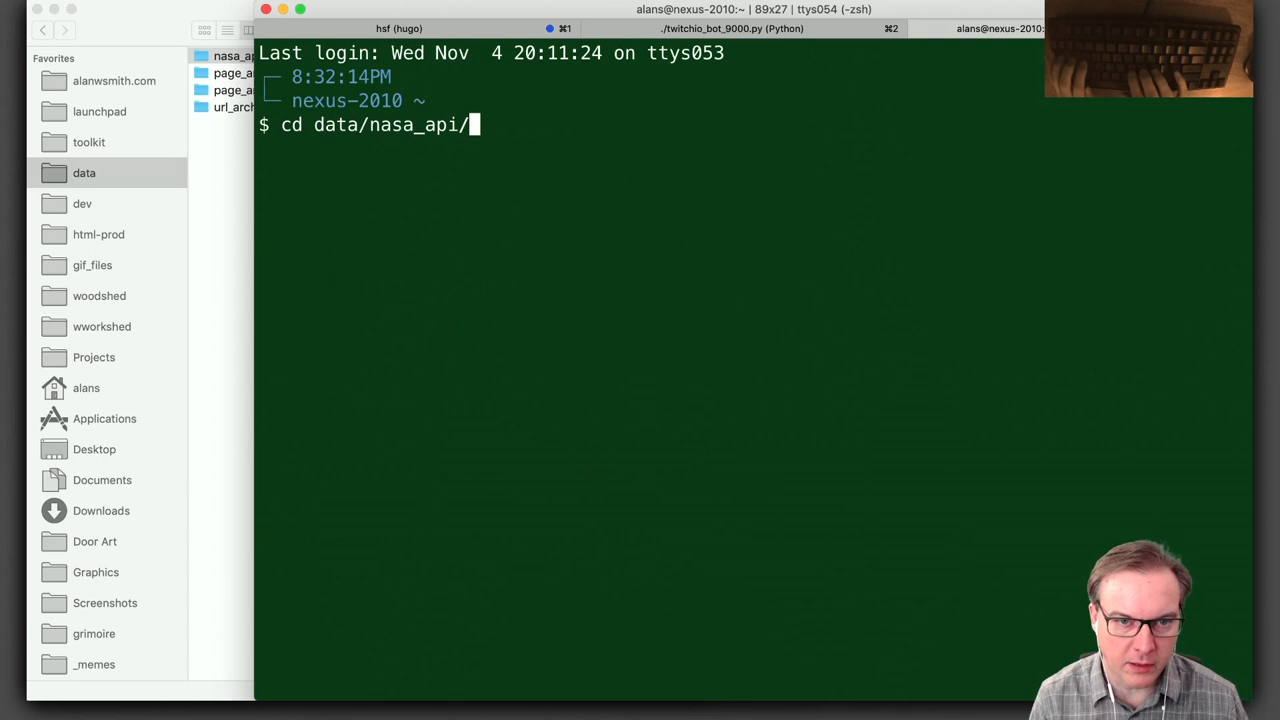 alans@nexus-2010:~ | 89x27 | ttys054 (-zsh)
hsf (hugo)
⌘1
./twitchio_bot_9000.py (Python)
⌘2
alans@nexus-2010:
Favorites
alanwsmith.com
launchpad
toolkit
data
dev
html-prod
gif_files
woodshed
wworkshed
Projects
alans
Applications
Desktop
Documents
Downloads
Door Art
Graphics
Screenshots
grimoire
_memes
nasa_ap
page_ar
page_ar
url_arch
Last login: Wed Nov  4 20:11:24 on ttys053
┌─ 8:32:14PM
└─ nexus-2010 ~
$ cd data/nasa_api/